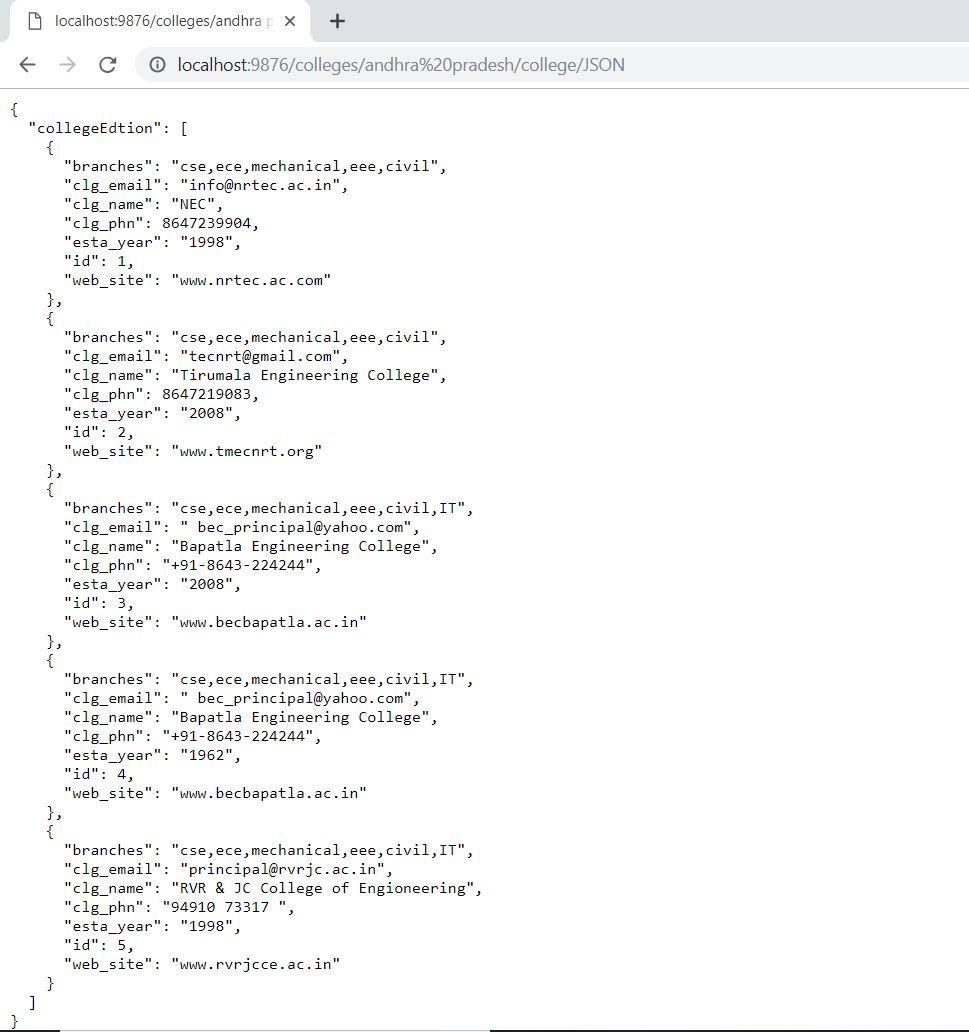 localhost:9876/colleges/andhra p
localhost:9876/colleges/andhra%20pradesh/college/JSON
{
  "collegeEdtion": [
    {
      "branches": "cse,ece,mechanical,eee,civil",
      "clg_email": "info@nrtec.ac.in",
      "clg_name": "NEC",
      "clg_phn": 8647239904,
      "esta_year": "1998",
      "id": 1,
      "web_site": "www.nrtec.ac.com"
    },
    {
      "branches": "cse,ece,mechanical,eee,civil",
      "clg_email": "tecnrt@gmail.com",
      "clg_name": "Tirumala Engineering College",
      "clg_phn": 8647219083,
      "esta_year": "2008",
      "id": 2,
      "web_site": "www.tmecnrt.org"
    },
    {
      "branches": "cse,ece,mechanical,eee,civil,IT",
      "clg_email": " bec_principal@yahoo.com",
      "clg_name": "Bapatla Engineering College",
      "clg_phn": "+91-8643-224244",
      "esta_year": "2008",
      "id": 3,
      "web_site": "www.becbapatla.ac.in"
    },
    {
      "branches": "cse,ece,mechanical,eee,civil,IT",
      "clg_email": " bec_principal@yahoo.com",
      "clg_name": "Bapatla Engineering College",
      "clg_phn": "+91-8643-224244",
      "esta_year": "1962",
      "id": 4,
      "web_site": "www.becbapatla.ac.in"
    },
    {
      "branches": "cse,ece,mechanical,eee,civil,IT",
      "clg_email": "principal@rvrjc.ac.in",
      "clg_name": "RVR & JC College of Engioneering",
      "clg_phn": "94910 73317 ",
      "esta_year": "1998",
      "id": 5,
      "web_site": "www.rvrjcce.ac.in"
    }
  ]
}